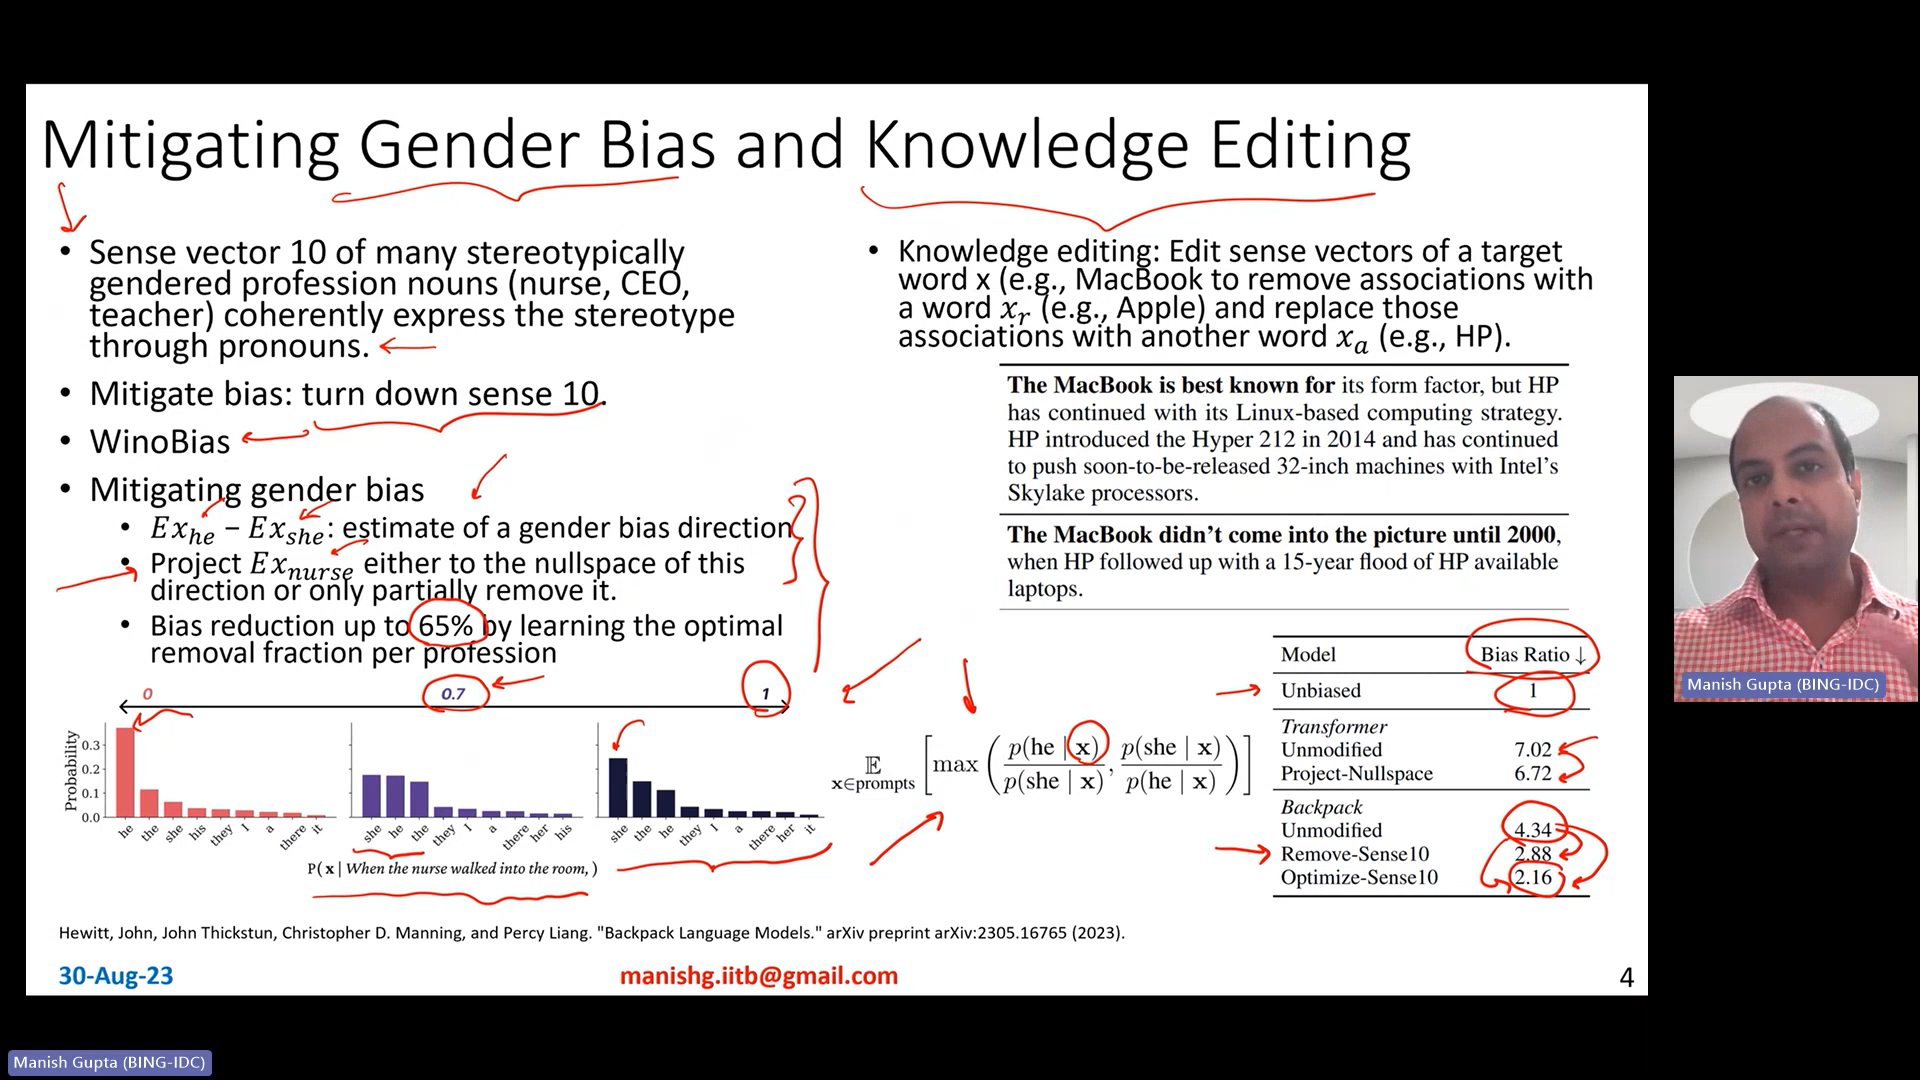 Mitigating Gender Bias and Knowledge Editing
• Sense vector 10 of many stereotypically
gendered profession nouns (nurse, CEO,
teacher) coherently express the stereotype
through pronouns.
• Mitigate bias: turn down sense 10.
• WinoBias
• Mitigating gender bias
• Ex_he – Ex_she: estimate of a gender bias direction
• Project Ex_nurse either to the nullspace of this
direction or only partially remove it.
• Bias reduction up to 65% by learning the optimal
removal fraction per profession
0 0.7 1
Probability
0.3
0.2
0.1
0.0
he the she his they I a there it
she he the they I a there her his
she the he they I a there her it
P( x | When the nurse walked into the room, )
• Knowledge editing: Edit sense vectors of a target
word x (e.g., MacBook to remove associations with
a word x_r (e.g., Apple) and replace those
associations with another word x_a (e.g., HP).
The MacBook is best known for its form factor, but HP
has continued with its Linux-based computing strategy.
HP introduced the Hyper 212 in 2014 and has continued
to push soon-to-be-released 32-inch machines with Intel's
Skylake processors.
The MacBook didn't come into the picture until 2000,
when HP followed up with a 15-year flood of HP available
laptops.
𝔼 x∈prompts [ max ( p(he | x) / p(she | x) , p(she | x) / p(he | x) ) ]
Model Bias Ratio ↓
Unbiased 1
Transformer
Unmodified 7.02
Project-Nullspace 6.72
Backpack
Unmodified 4.34
Remove-Sense10 2.88
Optimize-Sense10 2.16
Hewitt, John, John Thickstun, Christopher D. Manning, and Percy Liang. "Backpack Language Models." arXiv preprint arXiv:2305.16765 (2023).
30-Aug-23 manishg.iitb@gmail.com 4
Manish Gupta (BING-IDC)
Manish Gupta (BING-IDC)